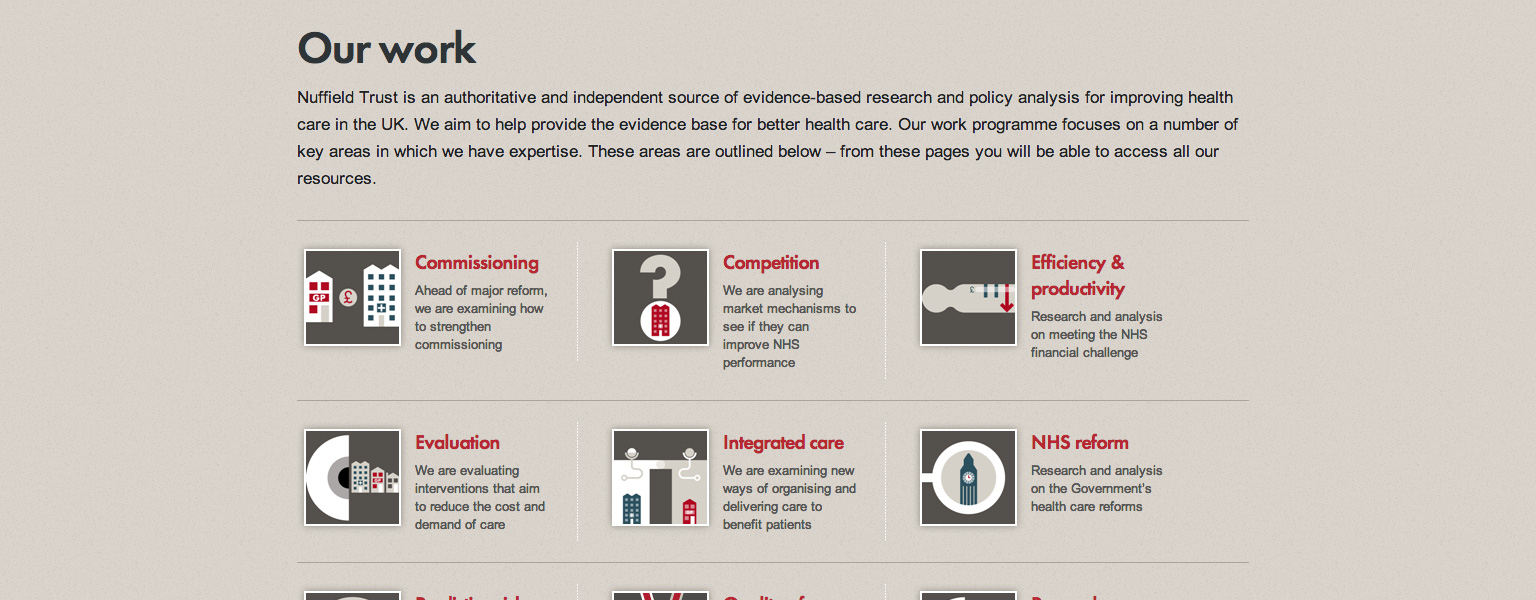 Our work
Nuffield Trust is an authoritative and independent source of evidence-based research and policy analysis for improving health
care in the UK. We aim to help provide the evidence base for better health care. Our work programme focuses on a number of
key areas in which we have expertise. These areas are outlined below – from these pages you will be able to access all our
resources.
GP
£
Commissioning
Ahead of major reform,
we are examining how
to strengthen
commissioning
?
Competition
We are analysing
market mechanisms to
see if they can
improve NHS
performance
£
Efficiency &
productivity
Research and analysis
on meeting the NHS
financial challenge
GP
Evaluation
We are evaluating
interventions that aim
to reduce the cost and
demand of care
Integrated care
We are examining new
ways of organising and
delivering care to
benefit patients
NHS reform
Research and analysis
on the Government's
health care reforms